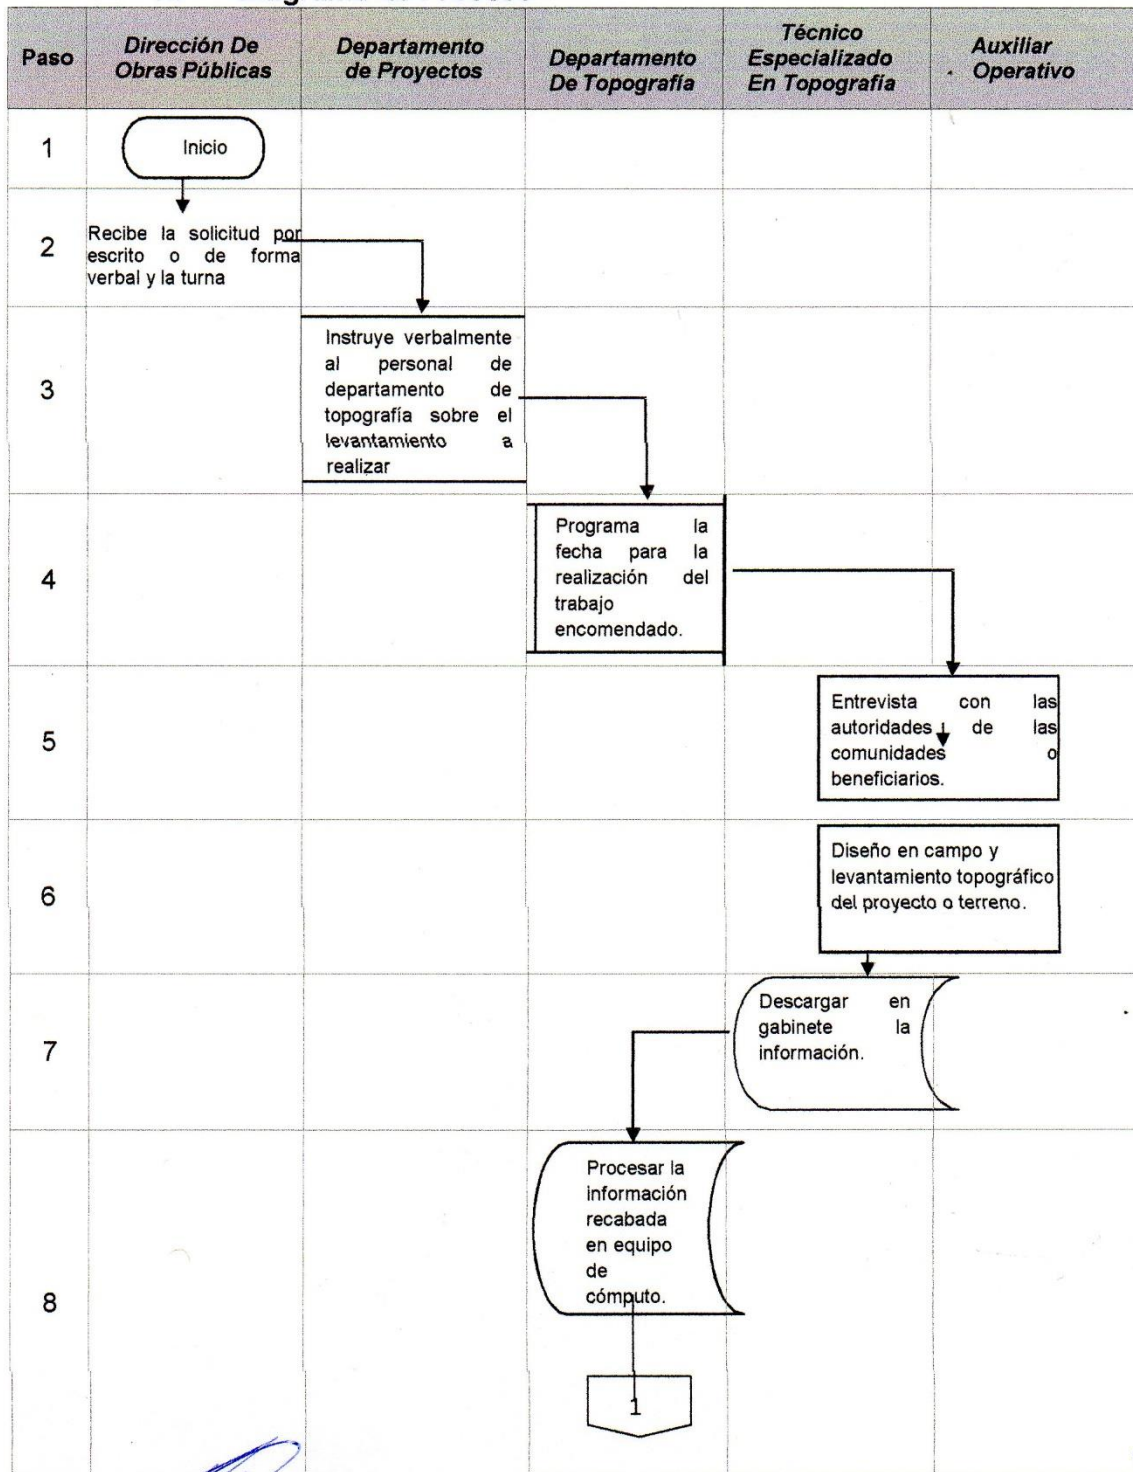 Paso
Dirección De
Obras Públicas
Departamento
de Proyectos
Departamento
De Topografía
Técnico
Especializado
En Topografía
Auxiliar
Operativo
1
Inicio
2
Recibe la solicitud por
escrito o de forma
verbal y la turna
3
Instruye verbalmente
al personal de
departamento de
topografía sobre el
levantamiento a
realizar
4
Programa la
fecha para la
realización del
trabajo
encomendado.
5
Entrevista con las
autoridades de las
comunidades o
beneficiarios.
6
Diseño en campo y
levantamiento topográfico
del proyecto o terreno.
7
Descargar en
gabinete la
información.
8
Procesar la
información
recabada
en equipo
de
cómputo.
1